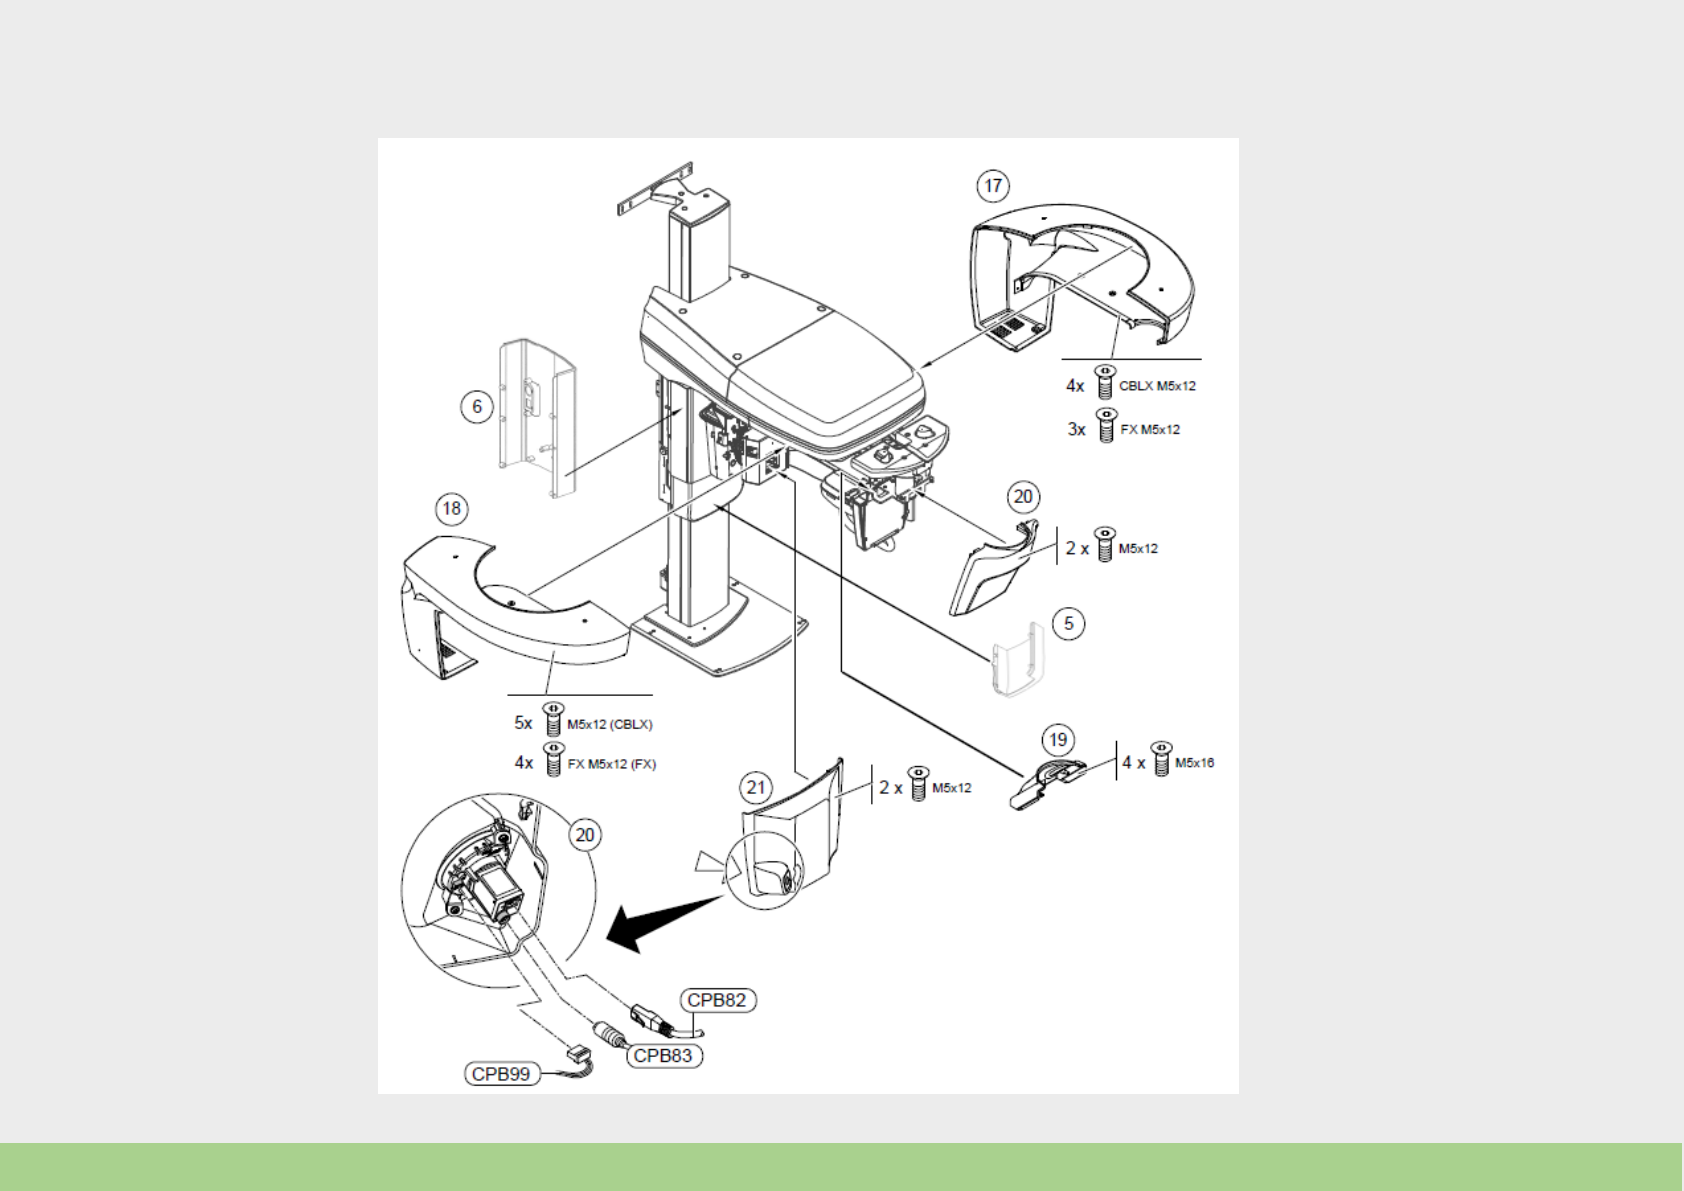 17
4x CBLX M5x12
3x FX M5x12
6
18
20
2 x M5x12
5
5x M5x12 (CBLX)
4x FX M5x12 (FX)
19
4 x M5x16
21
2 x M5x12
20
CPB82
CPB83
CPB99